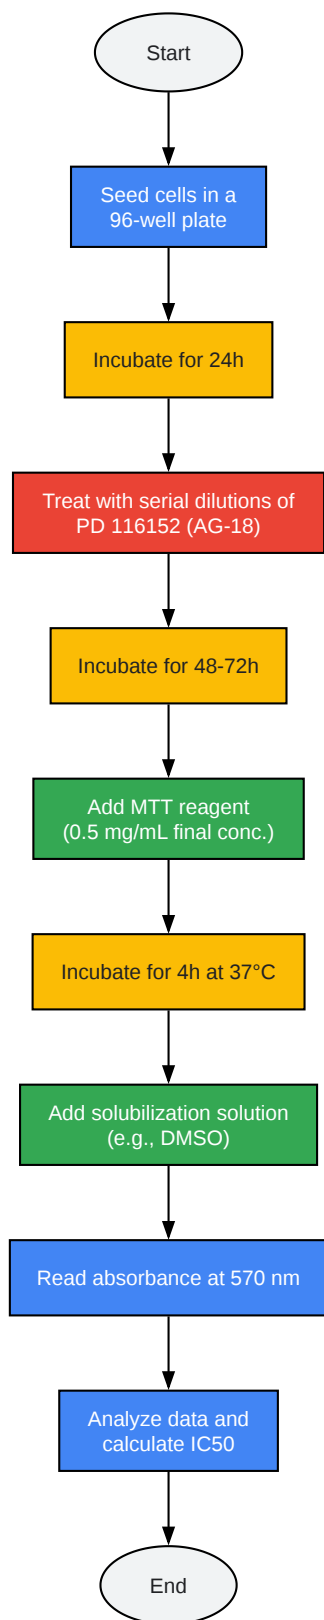 Start
Seed cells in a
96-well plate
Incubate for 24h
Treat with serial dilutions of
PD 116152 (AG-18)
Incubate for 48-72h
Add MTT reagent
(0.5 mg/mL final conc.)
Incubate for 4h at 37°C
Add solubilization solution
(e.g., DMSO)
Read absorbance at 570 nm
Analyze data and
calculate IC50
End